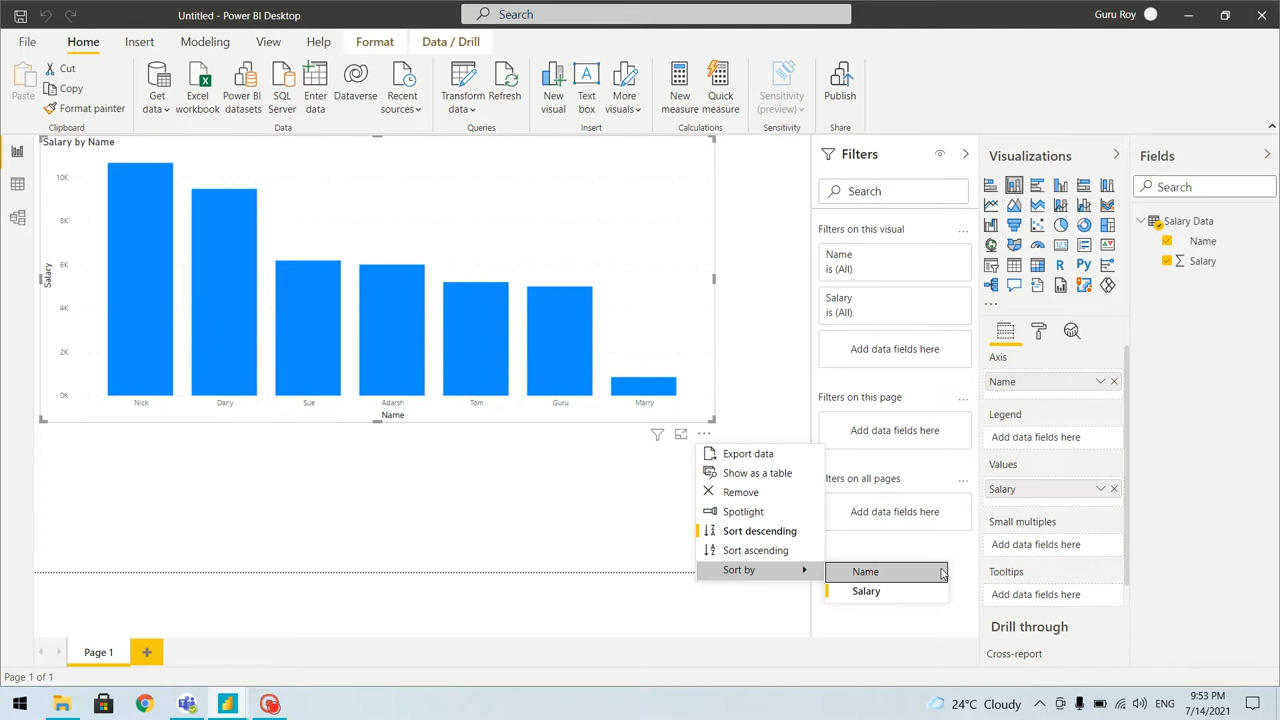 Untitled - Power BI Desktop
Search
Guru Roy
File
Home
Insert
Modeling
View
Help
Format
Data / Drill
Paste
Cut
Copy
Format painter
Clipboard
Get
data
Excel
workbook
Power BI
datasets
SQL
Server
Enter
data
Dataverse
Recent
sources
Data
Transform
data
Refresh
Queries
New
visual
Text
box
More
visuals
Insert
New
measure
Quick
measure
Calculations
Sensitivity
(preview)
Sensitivity
Publish
Share
Salary by Name
10K
8K
6K
4K
2K
0K
Salary
Nick
Dany
Sue
Adarsh
Tom
Guru
Marry
Name
Export data
Show as a table
Remove
Spotlight
Sort descending
Sort ascending
Sort by
Name
Salary
Filters
Search
Filters on this visual
Name
is (All)
Salary
is (All)
Add data fields here
Filters on this page
Add data fields here
lters on all pages
Add data fields here
Visualizations
R
Py
123
Axis
Name
Legend
Add data fields here
Values
Salary
Small multiples
Add data fields here
Tooltips
Add data fields here
Drill through
Cross-report
Fields
Search
Salary Data
Name
Σ Salary
Page 1
Page 1 of 1
24°C Cloudy
ENG
9:53 PM
7/14/2021